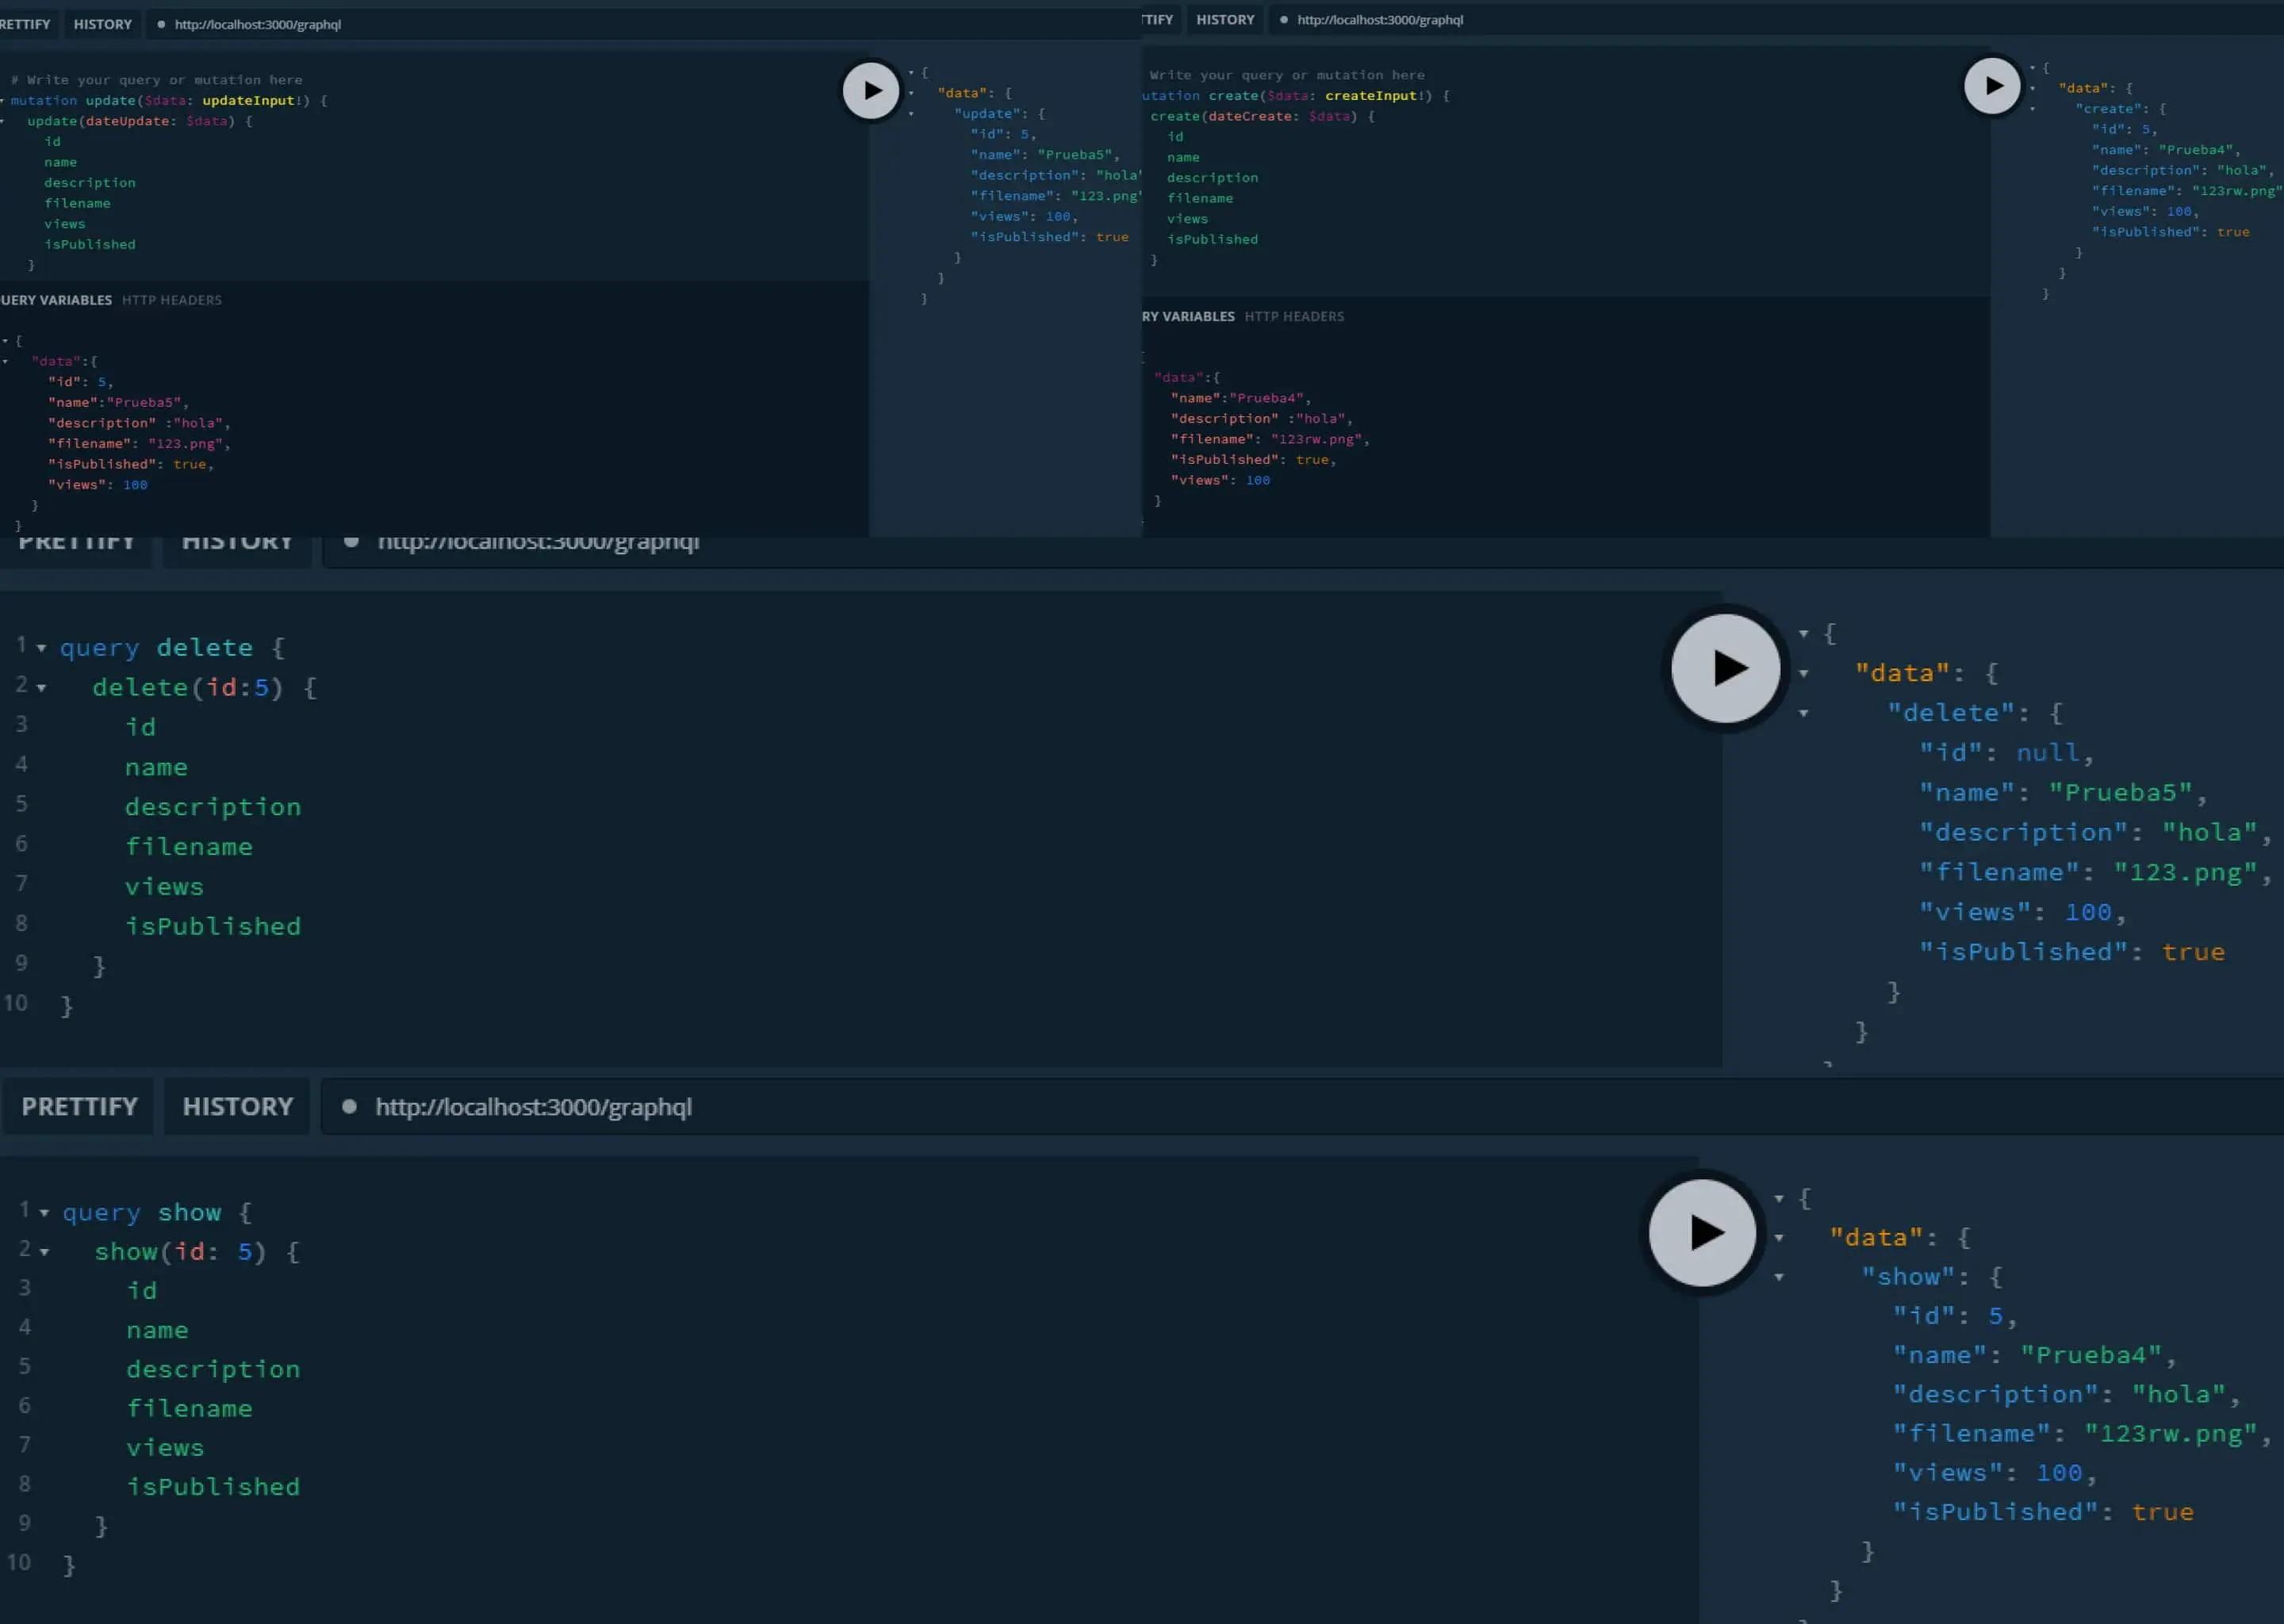 RETTIFY HISTORY http://localhost:3000/graphql
# Write your query or mutation here
mutation update($data: updateInput!) {
update(dateUpdate: $data) {
id
name
description
filename
views
isPublished
}
UERY VARIABLES HTTP HEADERS
{
"data":{
"id": 5,
"name":"Prueba5",
"description" :"hola",
"filename": "123.png",
"isPublished": true,
"views": 100
}
}
{
"data": {
"update": {
"id": 5,
"name": "Prueba5",
"description": "hola"
"filename": "123.png"
"views": 100,
"isPublished": true
}
}
}
TIFY HISTORY http://localhost:3000/graphql
Write your query or mutation here
utation create($data: createInput!) {
create(dateCreate: $data) {
id
name
description
filename
views
isPublished
}
RY VARIABLES HTTP HEADERS
{
"data":{
"name":"Prueba4",
"description" :"hola",
"filename": "123rw.png",
"isPublished": true,
"views": 100
}
{
"data": {
"create": {
"id": 5,
"name": "Prueba4",
"description": "hola",
"filename": "123rw.png"
"views": 100,
"isPublished": true
}
}
}
PRETTIFY HISTORY http://localhost:3000/graphql
1 query delete {
2 delete(id:5) {
3 id
4 name
5 description
6 filename
7 views
8 isPublished
9 }
10 }
{
"data": {
"delete": {
"id": null,
"name": "Prueba5",
"description": "hola",
"filename": "123.png",
"views": 100,
"isPublished": true
}
}
PRETTIFY HISTORY http://localhost:3000/graphql
1 query show {
2 show(id: 5) {
3 id
4 name
5 description
6 filename
7 views
8 isPublished
9 }
10 }
{
"data": {
"show": {
"id": 5,
"name": "Prueba4",
"description": "hola",
"filename": "123rw.png",
"views": 100,
"isPublished": true
}
}